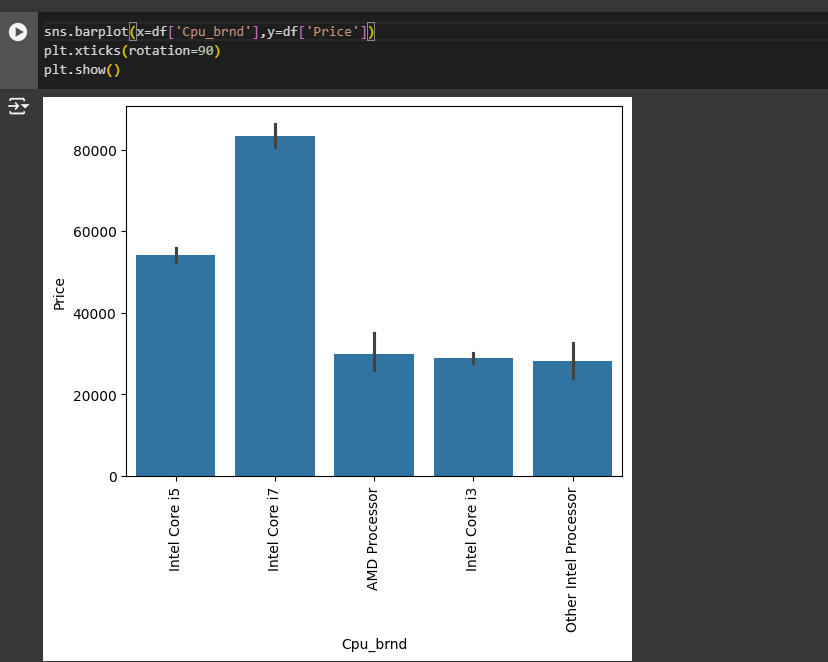 sns.barplot(x=df['Cpu_brnd'],y=df['Price'])
plt.xticks(rotation=90)
plt.show()
80000
60000
40000
20000
0
Price
Intel Core i5
Intel Core i7
AMD Processor
Intel Core i3
Other Intel Processor
Cpu_brnd